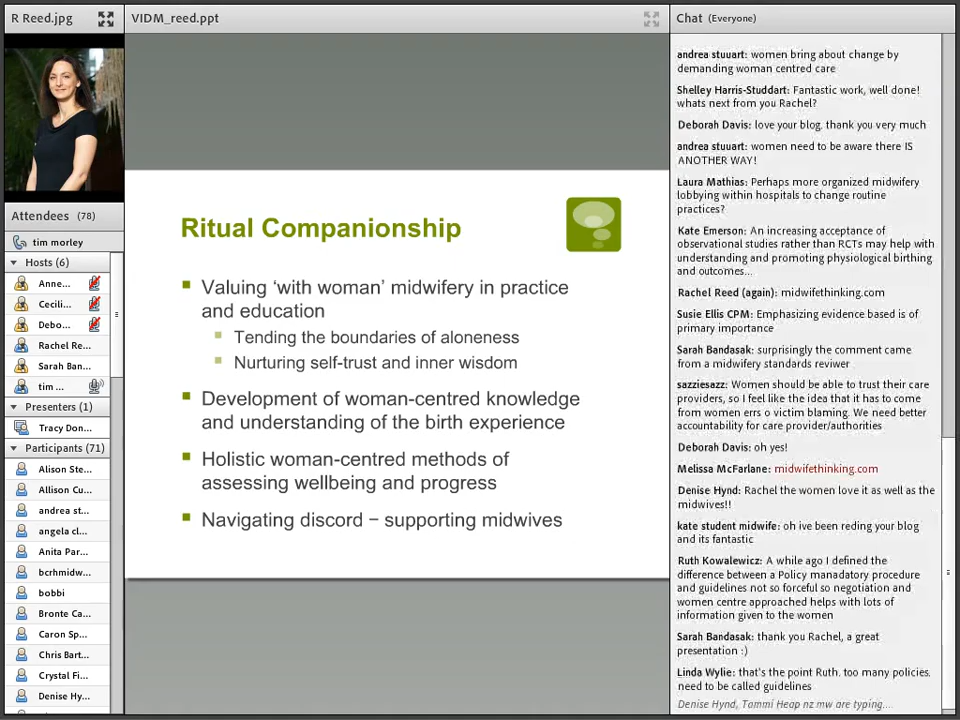 R Reed.jpg
VIDM_reed.ppt
Chat (Everyone)
Attendees (78)
tim morley
Hosts (6)
Anne...
Cecili...
Debo...
Rachel Re...
Sarah Ban...
tim ...
Presenters (1)
Tracy Don...
Participants (71)
Alison Ste...
Allison Cu...
andrea st...
angela cl...
Anita Par...
bcrhmidw...
bobbi
Bronte Ca...
Caron Sp...
Chris Bart...
Crystal Fi...
Denise Hy...
Ritual Companionship
Valuing ‘with woman’ midwifery in practice
and education
Tending the boundaries of aloneness
Nurturing self-trust and inner wisdom
Development of woman-centred knowledge
and understanding of the birth experience
Holistic woman-centred methods of
assessing wellbeing and progress
Navigating discord – supporting midwives
andrea stuuart: women bring about change by
demanding woman centred care
Shelley Harris-Studdart: Fantastic work, well done!
whats next from you Rachel?
Deborah Davis: love your blog. thank you very much
andrea stuuart: women need to be aware there IS
ANOTHER WAY!
Laura Mathias: Perhaps more organized midwifery
lobbying within hospitals to change routine
practices?
Kate Emerson: An increasing acceptance of
observational studies rather than RCTs may help with
understanding and promoting physiological birthing
and outcomes...
Rachel Reed (again): midwifethinking.com
Susie Ellis CPM: Emphasizing evidence based is of
primary importance
Sarah Bandasak: surprisingly the comment came
from a midwifery standards reviwer
sazziesazz: Women should be able to trust their care
providers, so I feel like the idea that it has to come
from women errs o victim blaming. We need better
accountability for care provider/authorities
Deborah Davis: oh yes!
Melissa McFarlane: midwifethinking.com
Denise Hynd: Rachel the women love it as well as the
midwives!!
kate student midwife: oh ive been reding your blog
and its fantastic
Ruth Kowalewicz: A while ago I defined the
difference between a Policy manadatory procedure
and guidelines not so forceful so negotiation and
women centre approached helps with lots of
information given to the women
Sarah Bandasak: thank you Rachel, a great
presentation :)
Linda Wylie: that's the point Ruth. too many policies.
need to be called guidelines
Denise Hynd, Tammi Heap nz mw are typing....